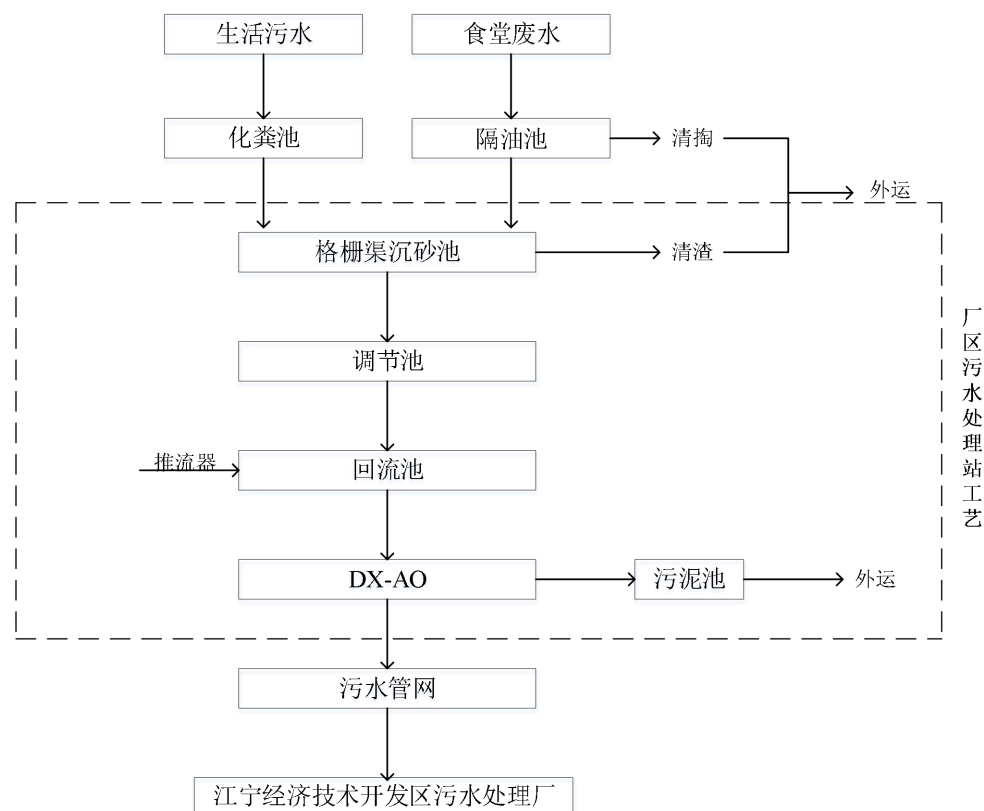 生活污水
食堂废水
化粪池
隔油池
清掏
外运
格栅渠沉砂池
清渣
调节池
推流器
回流池
DX-AO
污泥池
外运
厂区污水处理站工艺
污水管网
江宁经济技术开发区污水处理厂